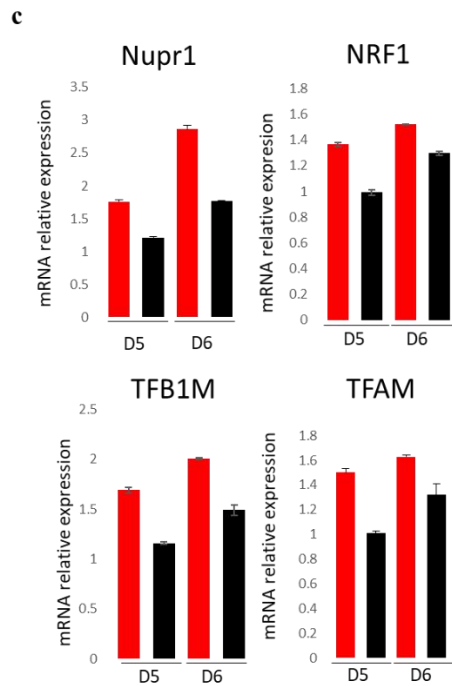 c
Nupr1
mRNA relative expression
3.5
3
2.5
2
1.5
1
0.5
0
D5 D6
NRF1
mRNA relative expression
1.8
1.6
1.4
1.2
1
0.8
0.6
0.4
0.2
0
D5 D6
TFB1M
mRNA relative expression
2.5
2
1.5
1
0.5
0
D5 D6
TFAM
mRNA relative expression
1.8
1.6
1.4
1.2
1
0.8
0.6
0.4
0.2
0
D5 D6